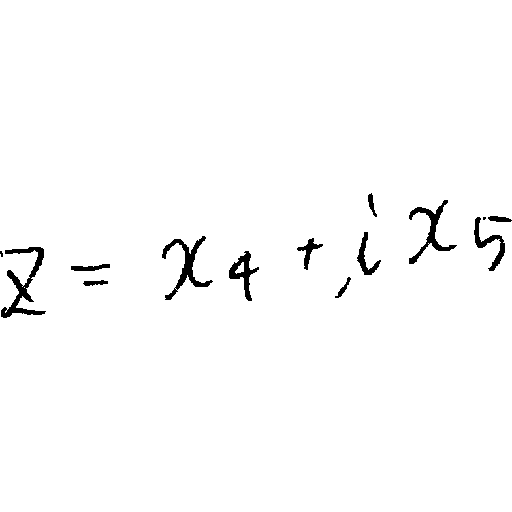 z = x₄ + i x₅